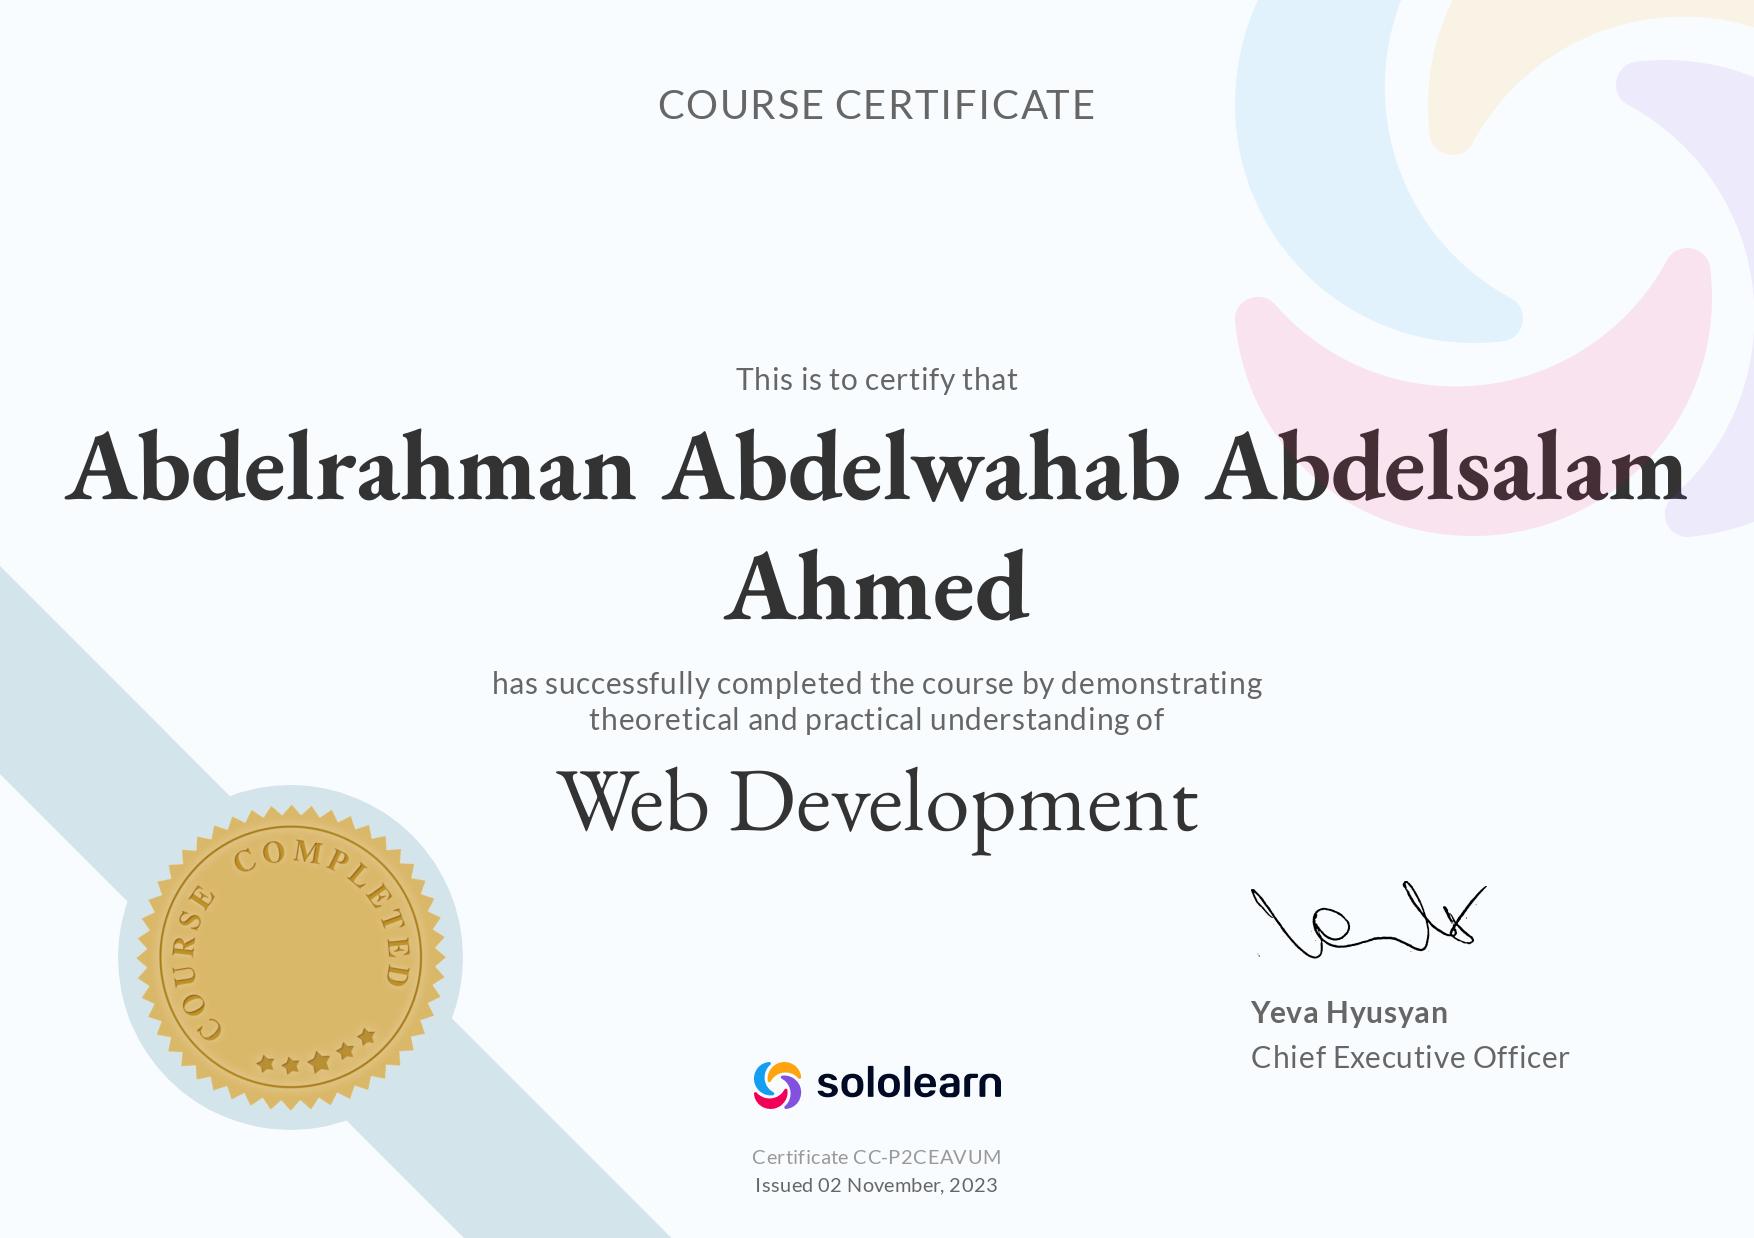 COURSE CERTIFICATE
This is to certify that
Abdelrahman Abdelwahab Abdelsalam
Ahmed
has successfully completed the course by demonstrating
theoretical and practical understanding of
Web Development
COURSE COMPLETED
Yeva Hyusyan
Chief Executive Officer
sololearn
Certificate CC-P2CEAVUM
Issued 02 November, 2023